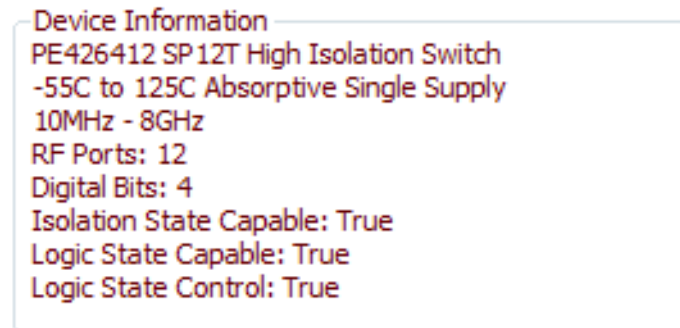 Device Information
PE426412 SP12T High Isolation Switch
-55C to 125C Absorptive Single Supply
10MHz - 8GHz
RF Ports: 12
Digital Bits: 4
Isolation State Capable: True
Logic State Capable: True
Logic State Control: True